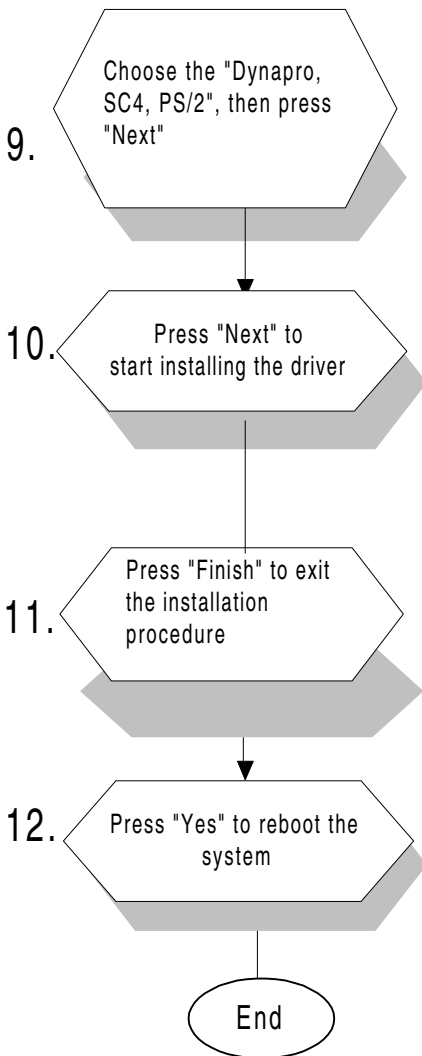 9.
Choose the "Dynapro,
SC4, PS/2", then press
"Next"
10.
Press "Next" to
start installing the driver
11.
Press "Finish" to exit
the installation
procedure
12.
Press "Yes" to reboot the
system
End